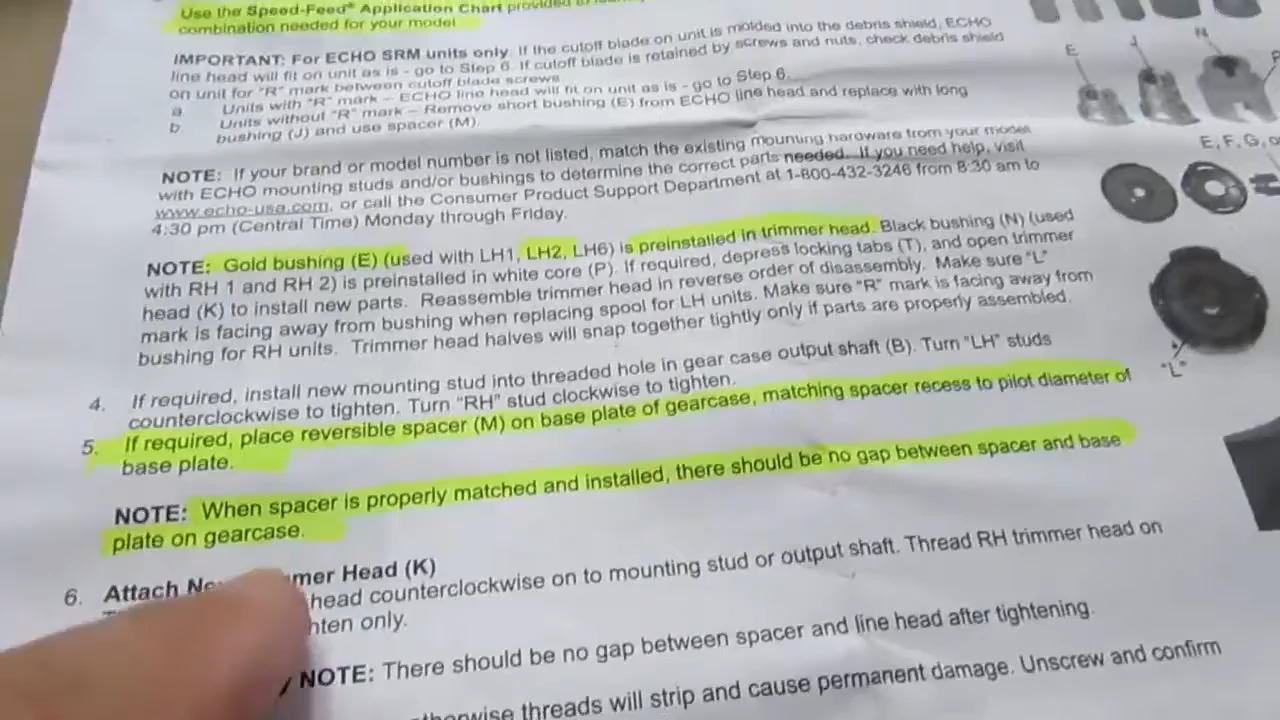 Use the Speed-Feed® Application Chart provided
combination needed for your model
IMPORTANT: For ECHO SRM units only. If the cutoff blade on unit is molded into the debris shield, ECHO
line head will fit on unit as is - go to Step 6. If cutoff blade is retained by screws and nuts, check debris shield
on unit for "R" mark between cutoff blade screws.
a Units with "R" mark – ECHO line head will fit on unit as is - go to Step 6.
b. Units without "R" mark – Remove short bushing (E) from ECHO line head and replace with long
bushing (J) and use spacer (M).
NOTE: If your brand or model number is not listed, match the existing mounting hardware from your model
with ECHO mounting studs and/or bushings to determine the correct parts needed. If you need help, visit
www.echo-usa.com, or call the Consumer Product Support Department at 1-800-432-3246 from 8:30 am to
4:30 pm (Central Time) Monday through Friday.
NOTE: Gold bushing (E) (used with LH1, LH2, LH6) is preinstalled in trimmer head. Black bushing (N) (used
with RH 1 and RH 2) is preinstalled in white core (P). If required, depress locking tabs (T), and open trimmer
head (K) to install new parts. Reassemble trimmer head in reverse order of disassembly. Make sure "L"
mark is facing away from bushing when replacing spool for LH units. Make sure "R" mark is facing away from
bushing for RH units. Trimmer head halves will snap together tightly only if parts are properly assembled.
4. If required, install new mounting stud into threaded hole in gear case output shaft (B). Turn "LH" studs
counterclockwise to tighten. Turn "RH" stud clockwise to tighten.
5. If required, place reversible spacer (M) on base plate of gearcase, matching spacer recess to pilot diameter of
base plate.
NOTE: When spacer is properly matched and installed, there should be no gap between spacer and base
plate on gearcase.
6. Attach mer Head (K)
head counterclockwise on to mounting stud or output shaft. Thread RH trimmer head on
hten only.
NOTE: There should be no gap between spacer and line head after tightening.
otherwise threads will strip and cause permanent damage. Unscrew and confirm
E
J
N
E, F, G, o
"L"